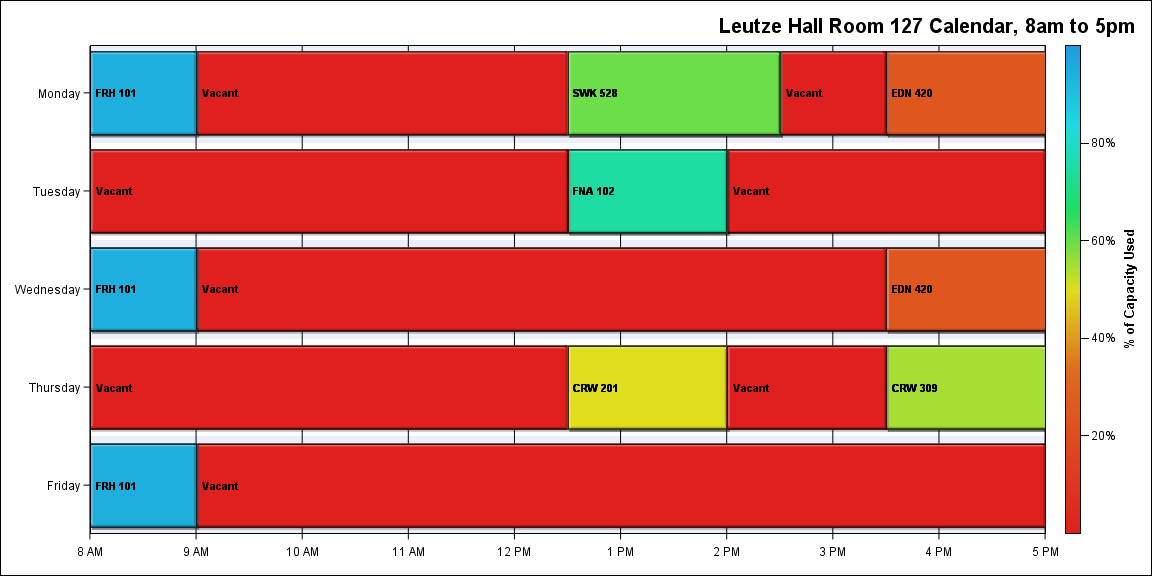 Leutze Hall Room 127 Calendar, 8am to 5pm
Monday
FRH 101
Vacant
SWK 528
Vacant
EDN 420
Tuesday
Vacant
FNA 102
Vacant
Wednesday
FRH 101
Vacant
EDN 420
Thursday
Vacant
CRW 201
Vacant
CRW 309
Friday
FRH 101
Vacant
8 AM
9 AM
10 AM
11 AM
12 PM
1 PM
2 PM
3 PM
4 PM
5 PM
80%
60%
40%
20%
% of Capacity Used